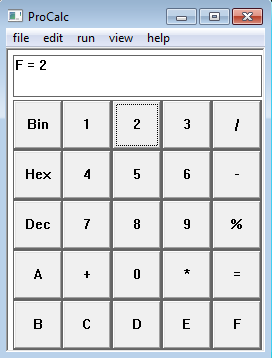 ProCalc
file edit run view help
F = 2
Bin 1 2 3 /
Hex 4 5 6 -
Dec 7 8 9 %
A + 0 * =
B C D E F